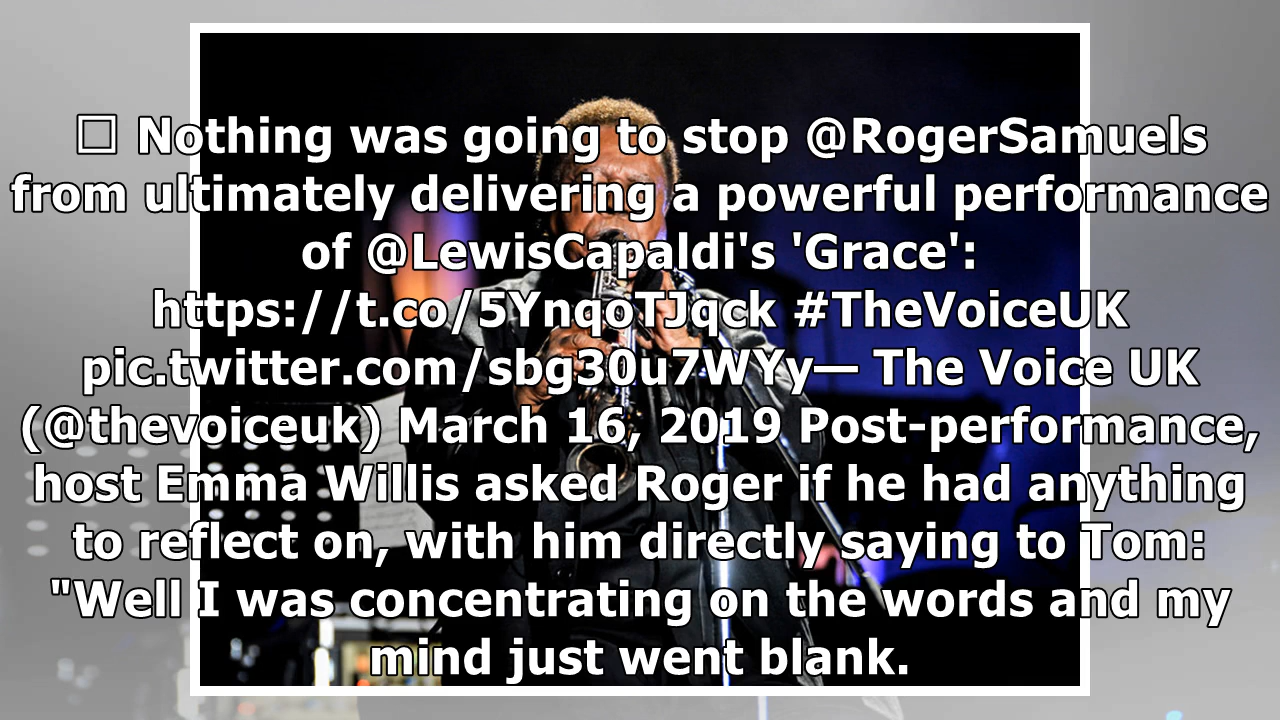 □ Nothing was going to stop @RogerSamuels
from ultimately delivering a powerful performance
of @LewisCapaldi's 'Grace':
https://t.co/5YnqoTJqck #TheVoiceUK
pic.twitter.com/sbg30u7WYy— The Voice UK
(@thevoiceuk) March 16, 2019 Post-performance,
host Emma Willis asked Roger if he had anything
to reflect on, with him directly saying to Tom:
"Well I was concentrating on the words and my
mind just went blank.